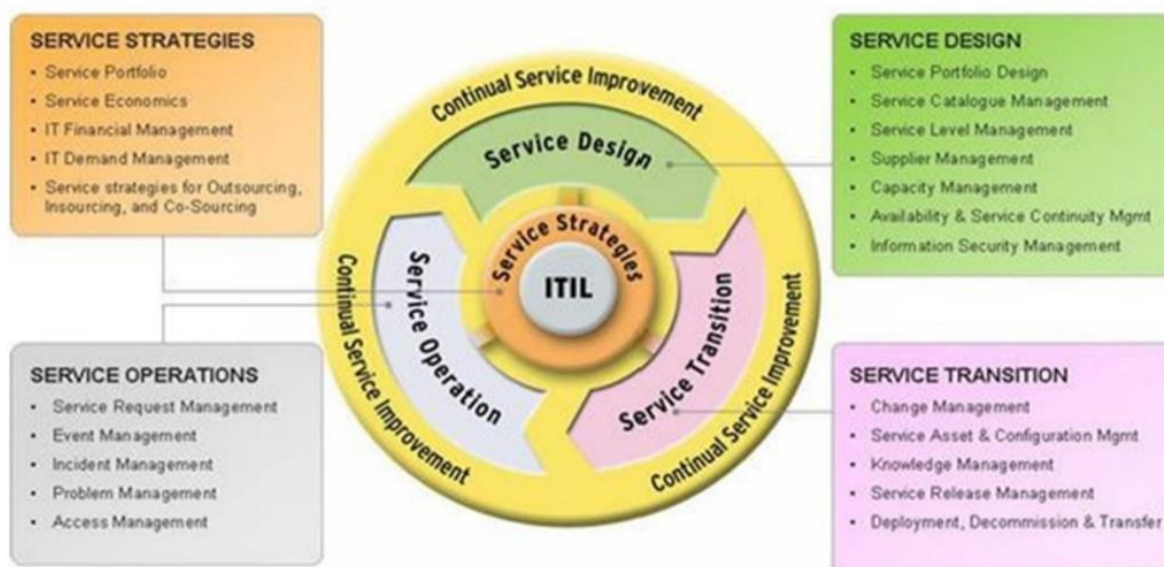 SERVICE STRATEGIES
Service Portfolio
Service Economics
IT Financial Management
IT Demand Management
Service strategies for Outsourcing,
Insourcing, and Co-Sourcing
SERVICE OPERATIONS
Service Request Management
Event Management
Incident Management
Problem Management
Access Management
Continual Service Improvement
Service Design
Service Strategies
ITIL
Service Operation
Service Transition
Continual Service Improvement
Continual Service Improvement
SERVICE DESIGN
Service Portfolio Design
Service Catalogue Management
Service Level Management
Supplier Management
Capacity Management
Availability & Service Continuity Mgmt
Information Security Management
SERVICE TRANSITION
Change Management
Service Asset & Configuration Mgmt
Knowledge Management
Service Release Management
Deployment, Decommission & Transfer